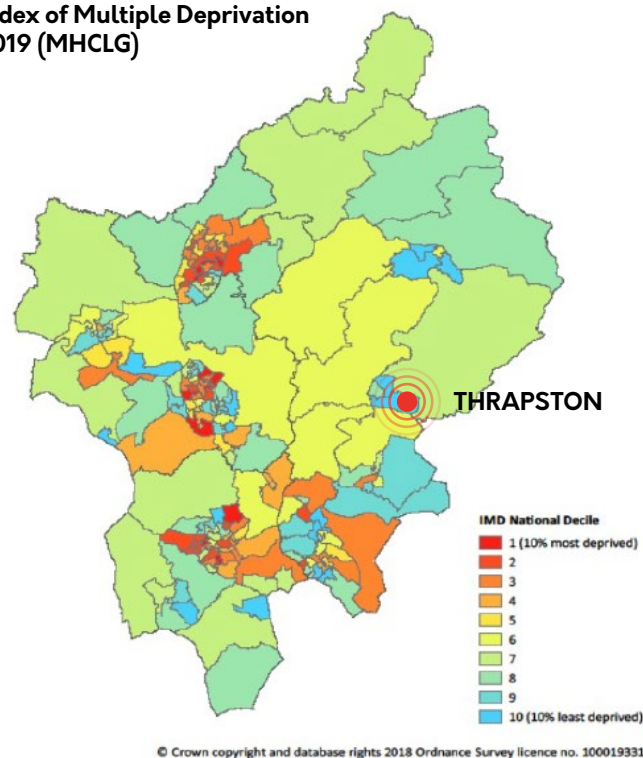 dex of Multiple Deprivation
019 (MHCLG)
THRAPSTON
IMD National Decile
1 (10% most deprived)
2
3
4
5
6
7
8
9
10 (10% least deprived)
© Crown copyright and database rights 2018 Ordnance Survey licence no. 100019331